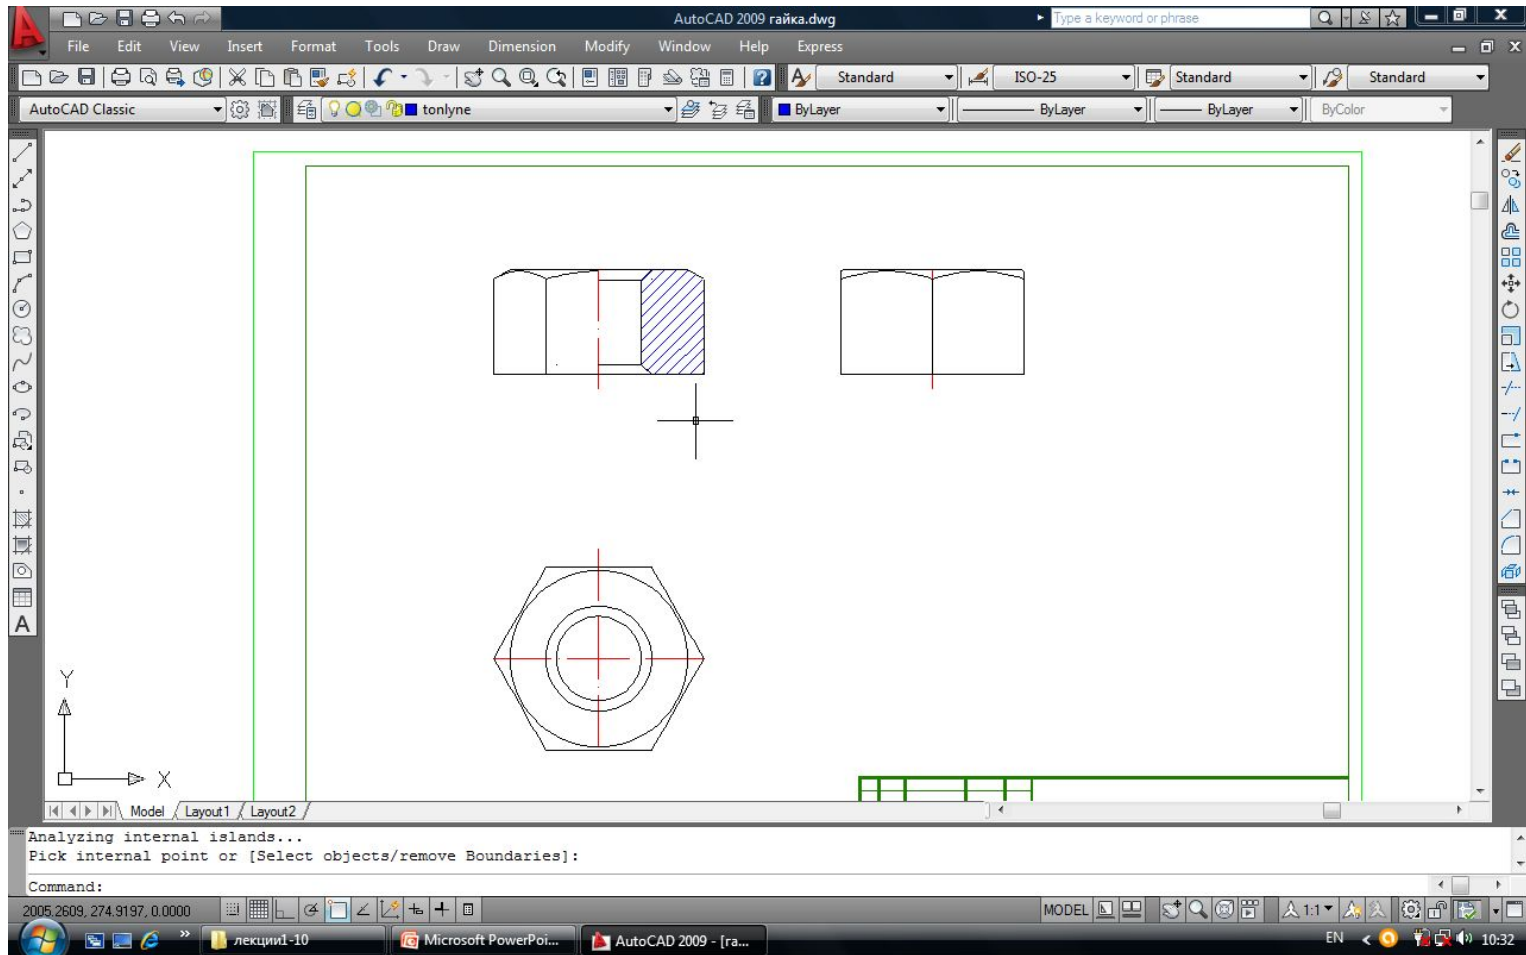 AutoCAD 2009 гайка.dwg
Type a keyword or phrase
File Edit View Insert Format Tools Draw Dimension Modify Window Help Express
Standard ISO-25 Standard Standard
AutoCAD Classic tonlyne ByLayer ByLayer ByLayer ByColor
A
Y
X
Model Layout1 Layout2
Analyzing internal islands...
Pick internal point or [Select objects/remove Boundaries]:
Command:
2005.2609, 274.9197, 0.0000 MODEL 1:1
лекции1-10 Microsoft PowerPoi... AutoCAD 2009 - [га... EN 10:32